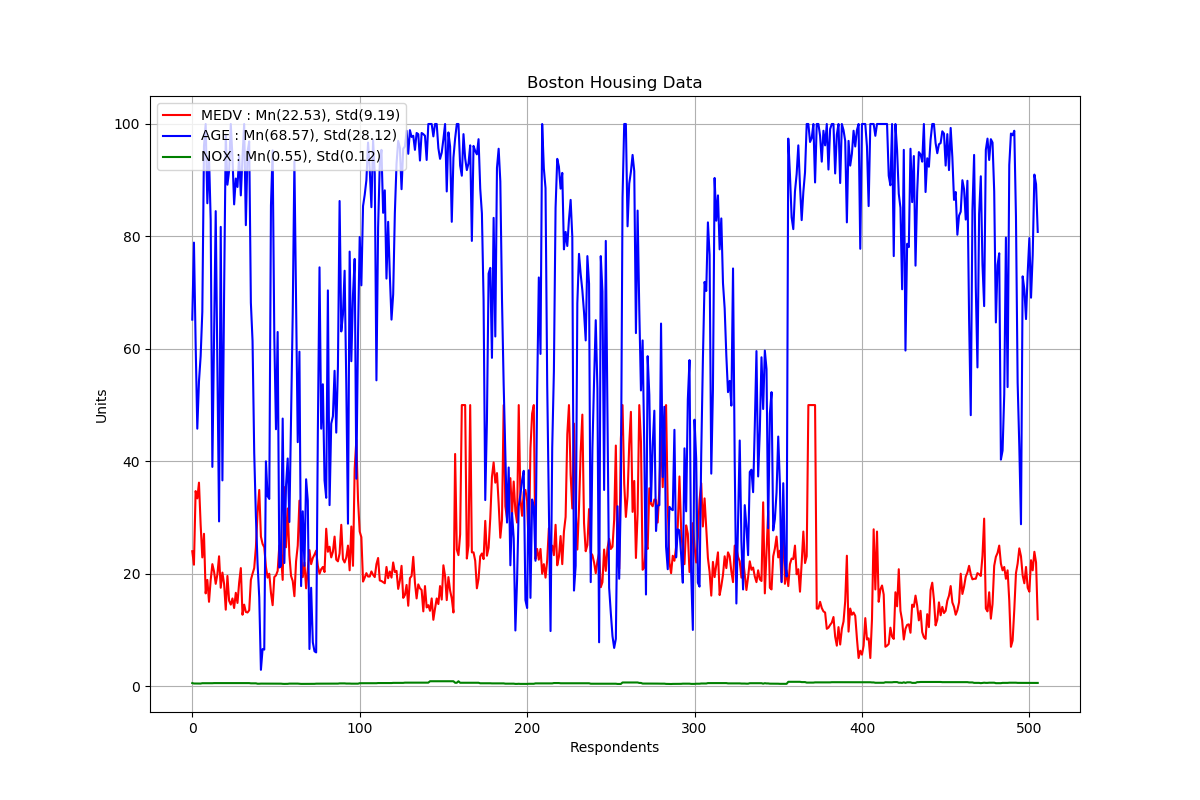 Boston Housing Data
MEDV : Mn(22.53), Std(9.19)
AGE : Mn(68.57), Std(28.12)
NOX : Mn(0.55), Std(0.12)
100
80
60
40
20
0
Units
0 100 200 300 400 500
Respondents